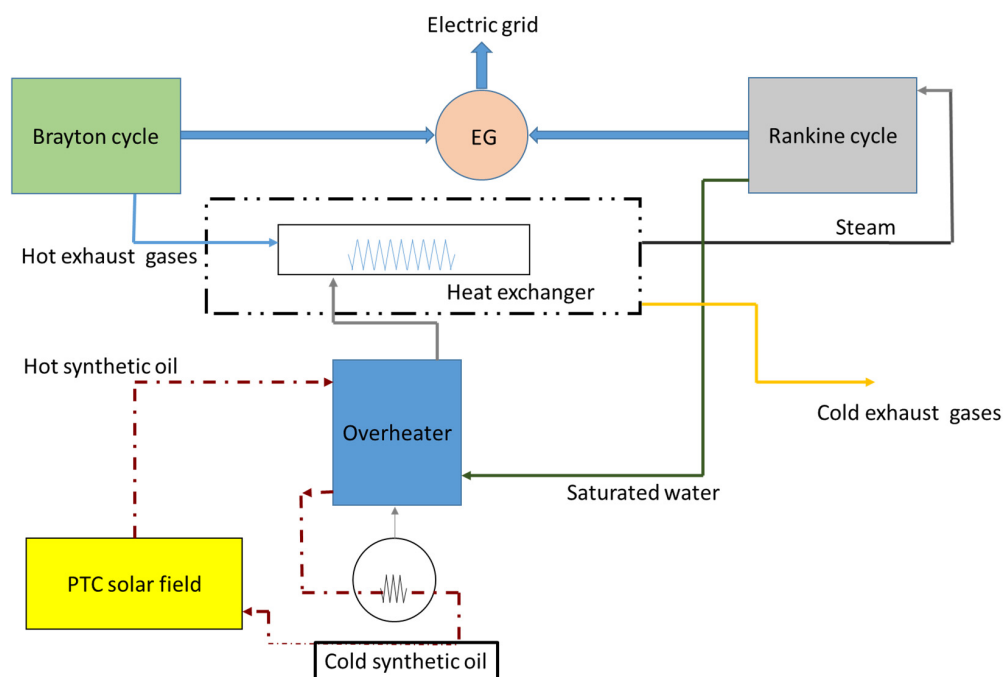 Electric grid
Brayton cycle
EG
Rankine cycle
Hot exhaust gases
Steam
Heat exchanger
Hot synthetic oil
Cold exhaust gases
Overheater
Saturated water
PTC solar field
Cold synthetic oil